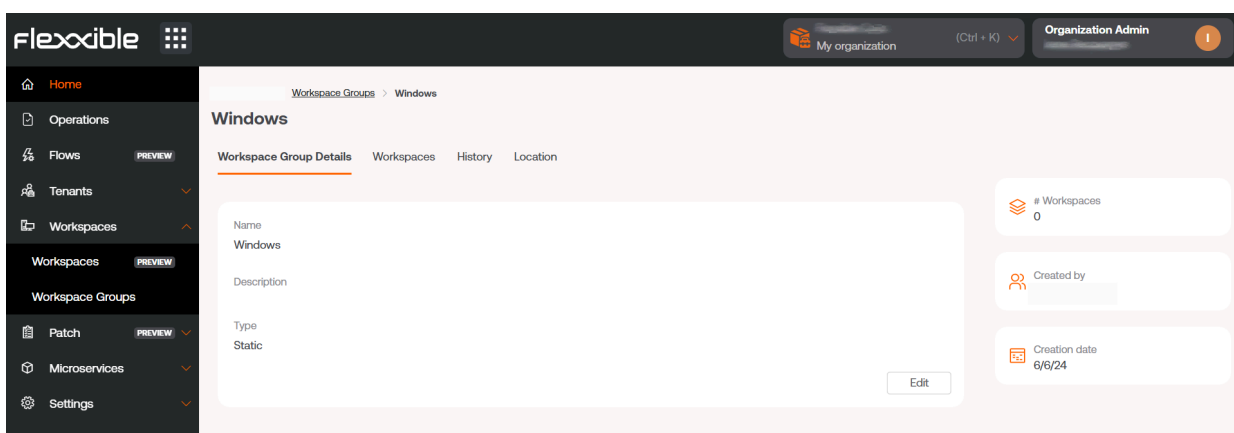 Flexxible
My organization
(Ctrl + K)
Organization Admin
I
Home
Operations
Flows PREVIEW
Tenants
Workspaces
Workspaces PREVIEW
Workspace Groups
Patch PREVIEW
Microservices
Settings
Workspace Groups > Windows
Windows
Workspace Group Details Workspaces History Location
Name
Windows
Description
Type
Static
Edit
# Workspaces
0
Created by
Creation date
6/6/24